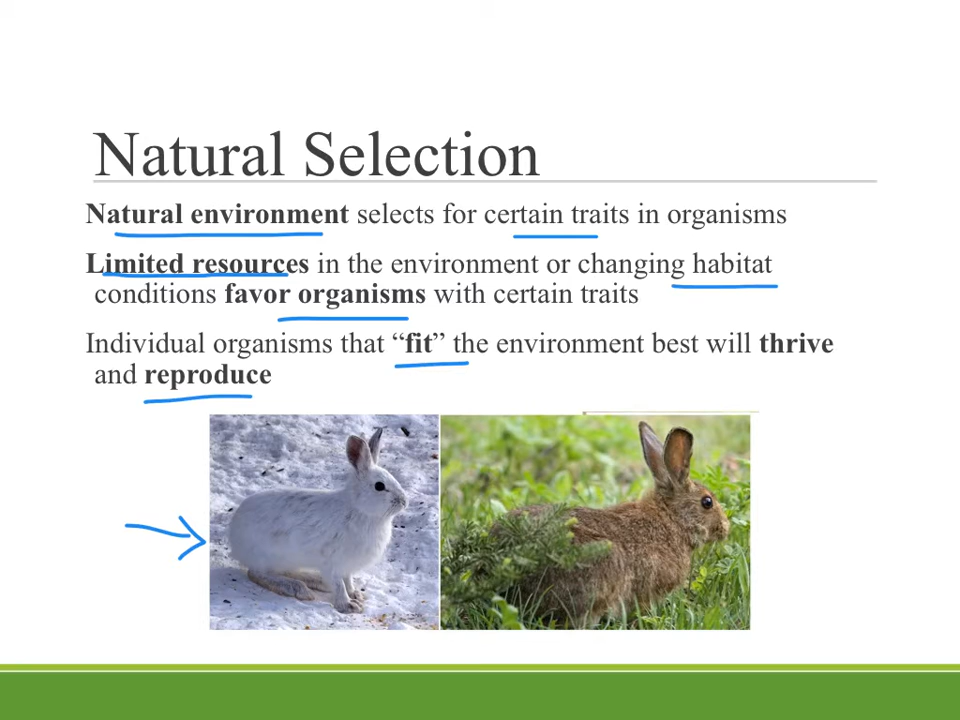 Natural Selection
Natural environment selects for certain traits in organisms
Limited resources in the environment or changing habitat
conditions favor organisms with certain traits
Individual organisms that “fit” the environment best will thrive
and reproduce